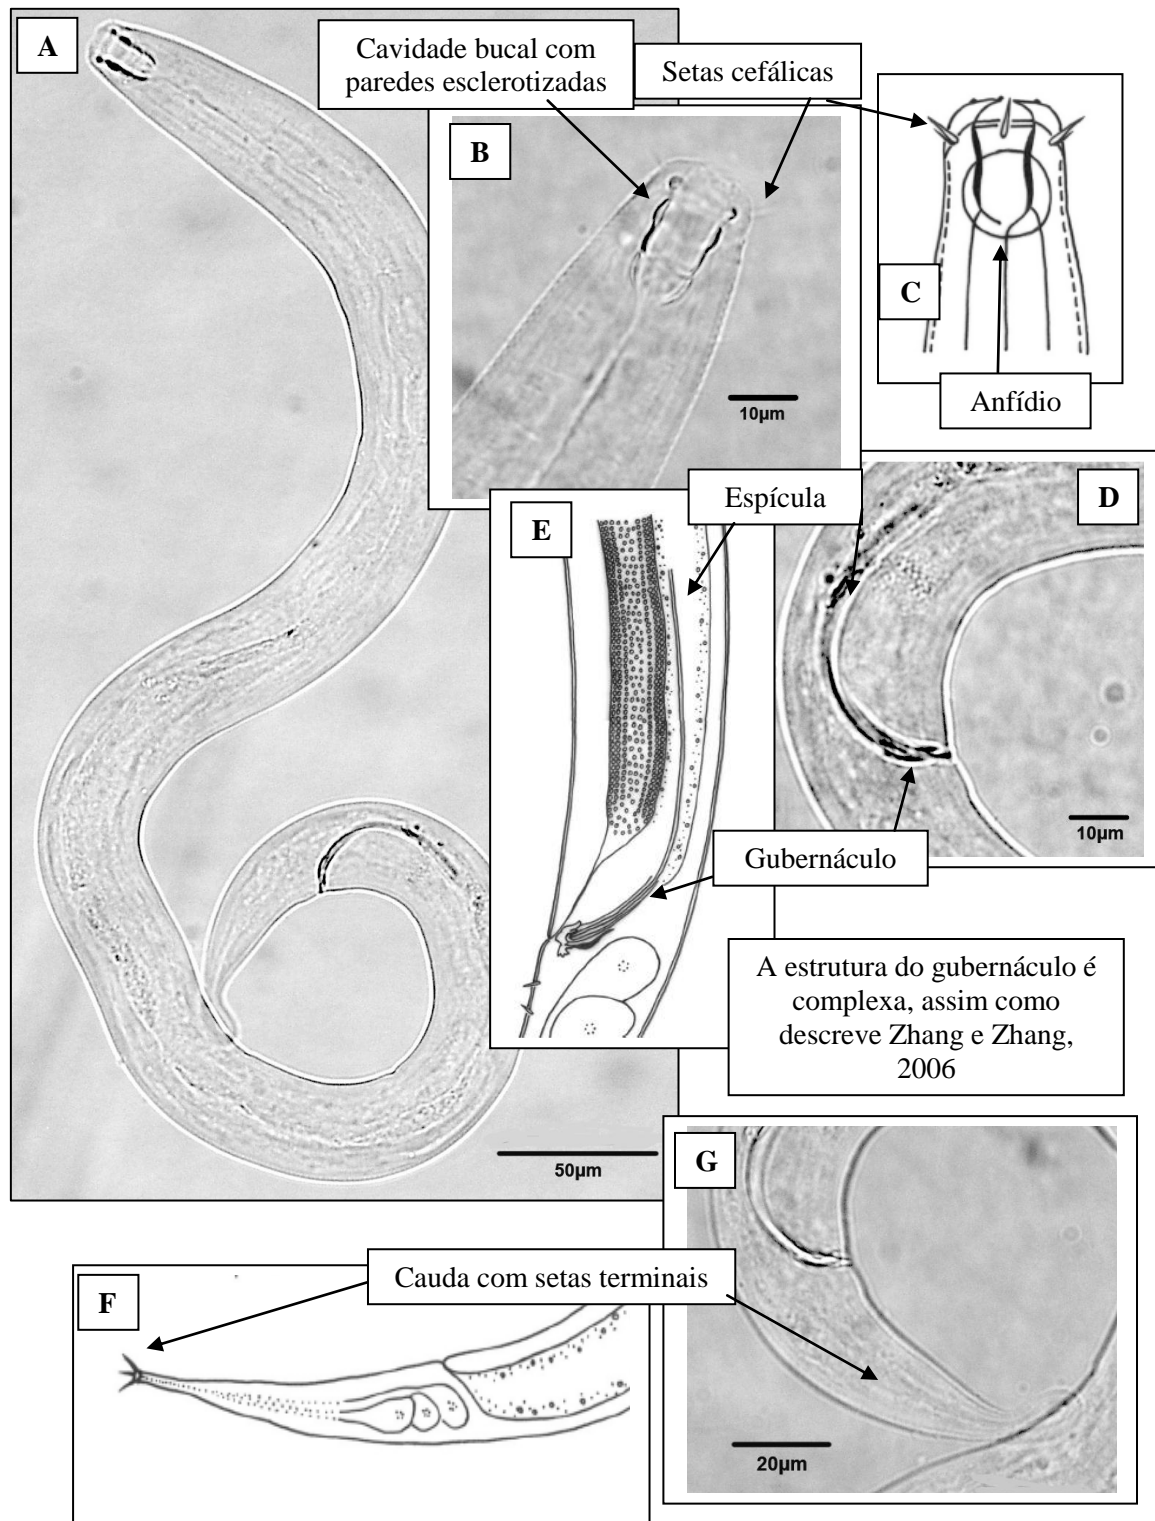 A
Cavidade bucal com
paredes esclerotizadas
Setas cefálicas
B
10µm
C
Anfídio
Espícula
D
E
10µm
Gubernáculo
A estrutura do gubernáculo é
complexa, assim como
descreve Zhang e Zhang,
2006
50µm
G
Cauda com setas terminais
F
20µm